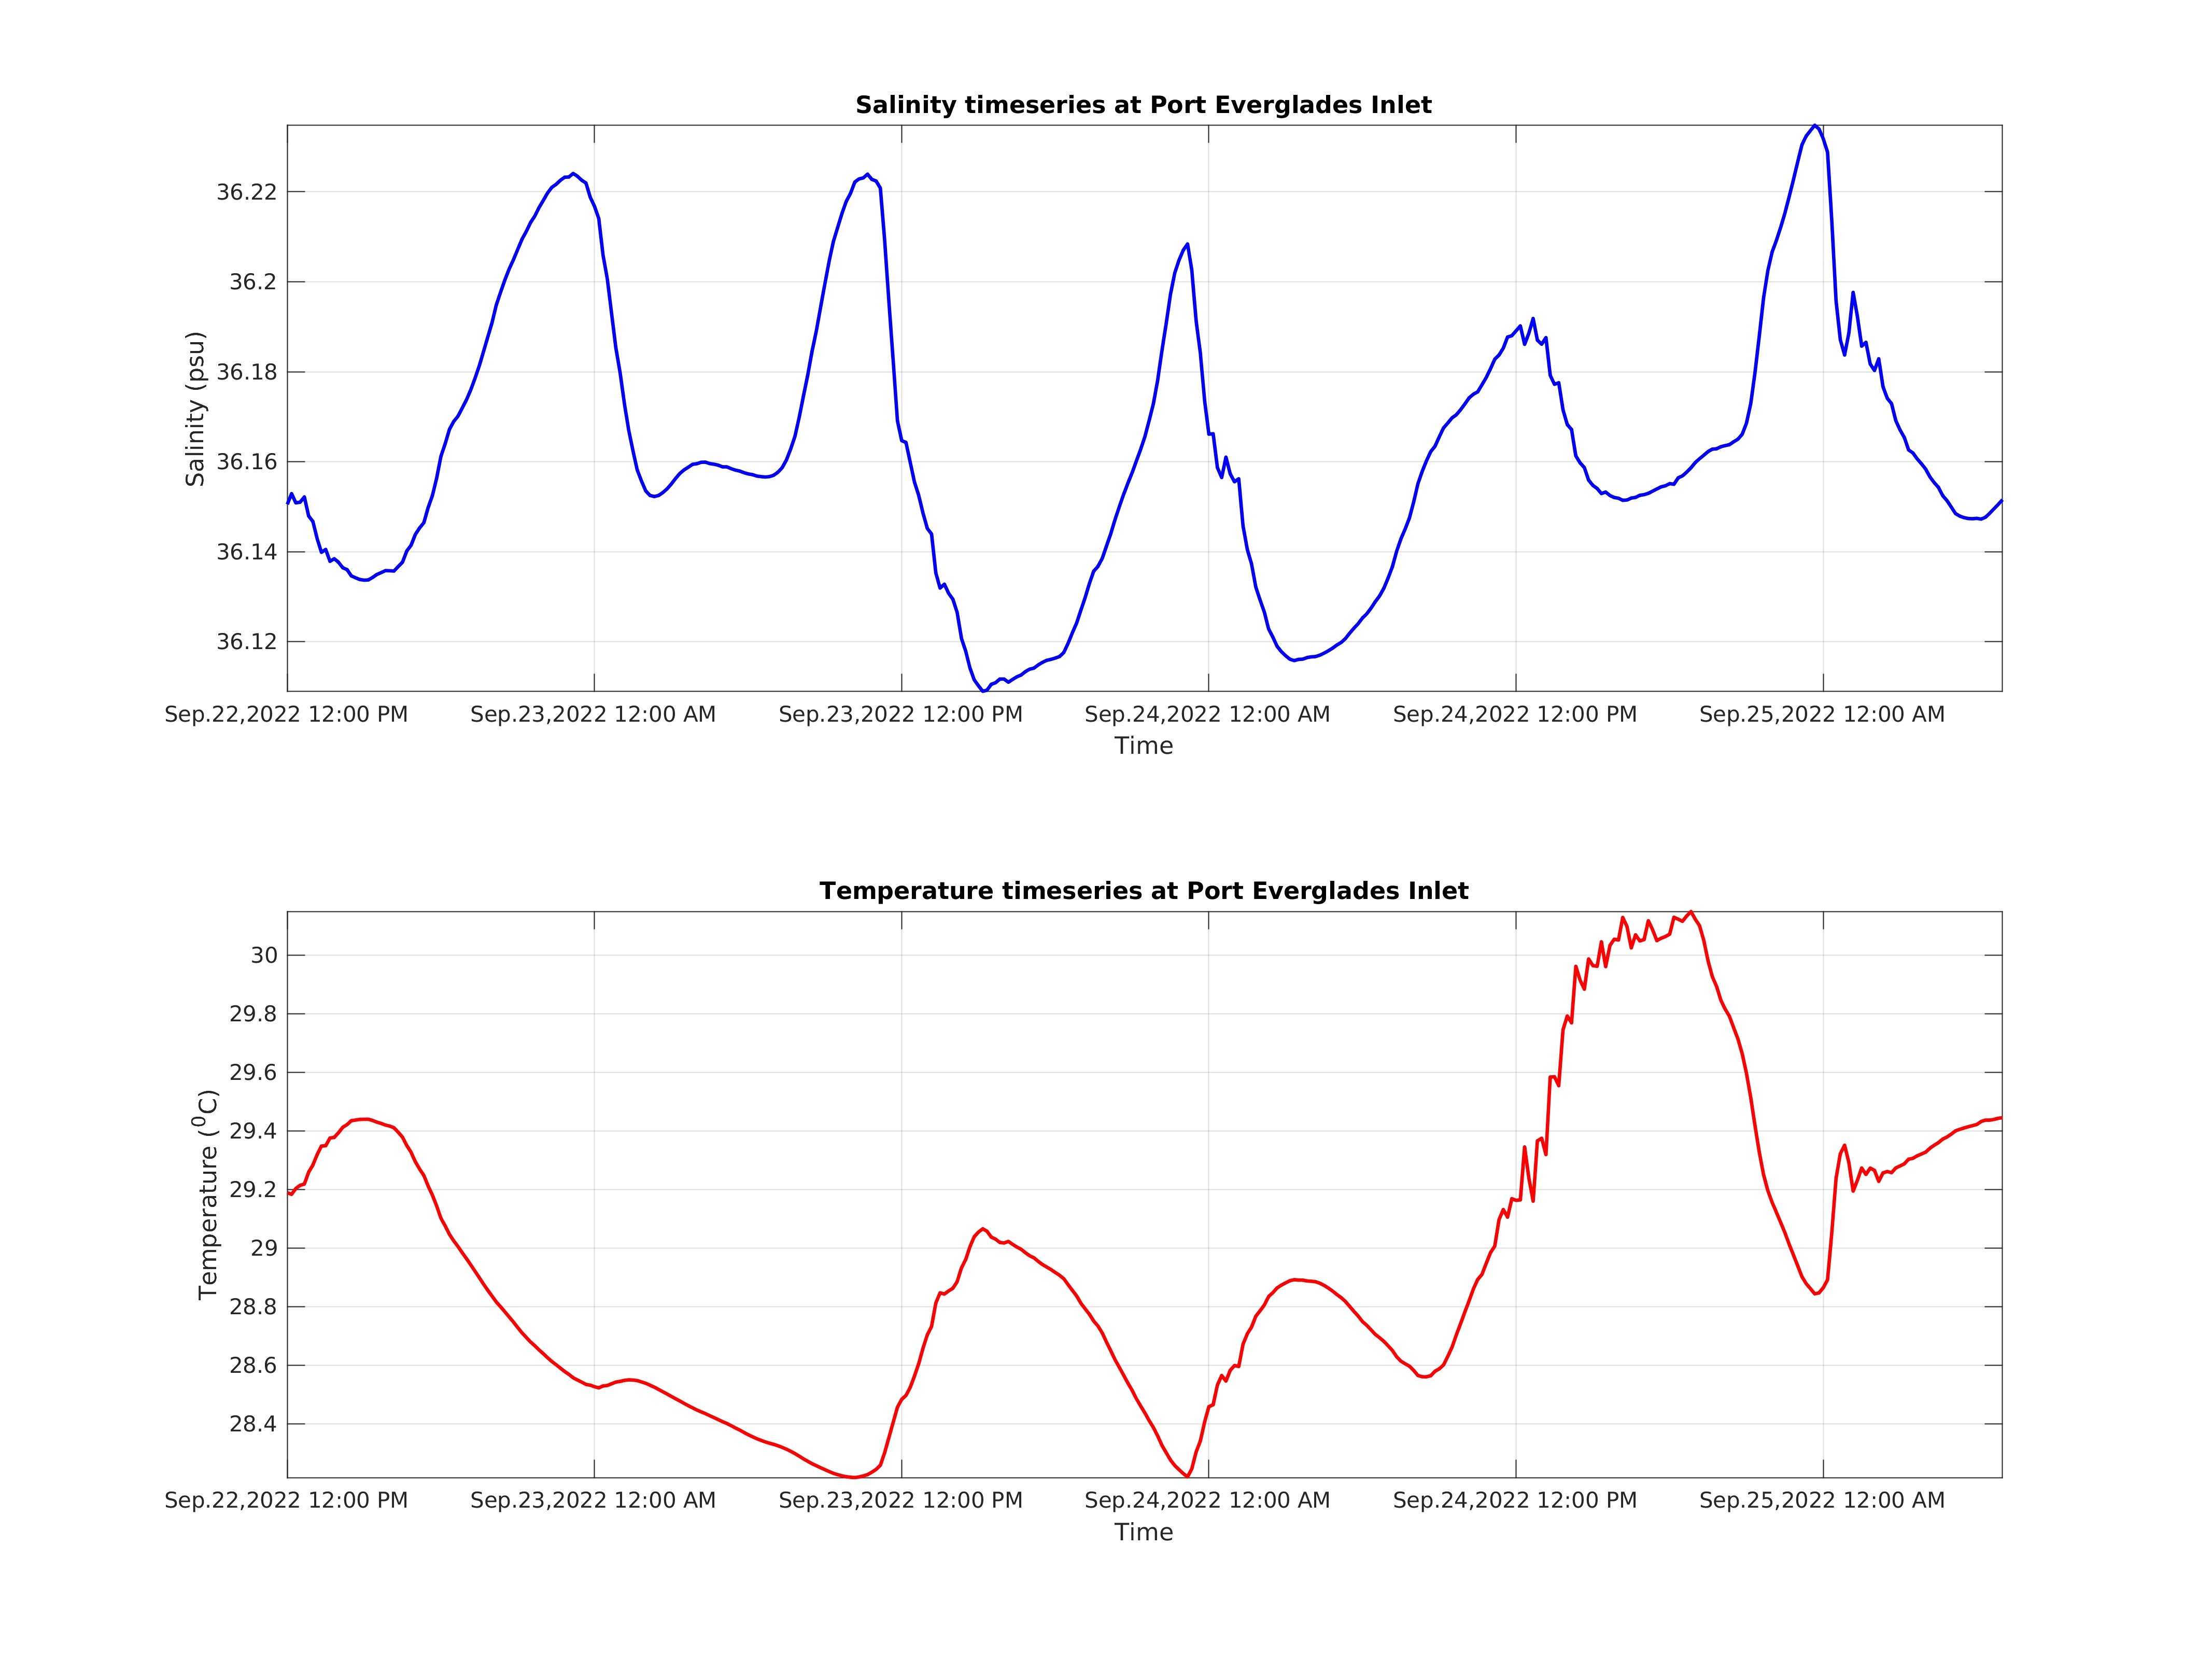 Salinity timeseries at Port Everglades Inlet
Salinity (psu)
36.22
36.2
36.18
36.16
36.14
36.12
Sep.22,2022 12:00 PM Sep.23,2022 12:00 AM Sep.23,2022 12:00 PM Sep.24,2022 12:00 AM Sep.24,2022 12:00 PM Sep.25,2022 12:00 AM
Time
Temperature timeseries at Port Everglades Inlet
Temperature (⁰C)
30
29.8
29.6
29.4
29.2
29
28.8
28.6
28.4
Sep.22,2022 12:00 PM Sep.23,2022 12:00 AM Sep.23,2022 12:00 PM Sep.24,2022 12:00 AM Sep.24,2022 12:00 PM Sep.25,2022 12:00 AM
Time